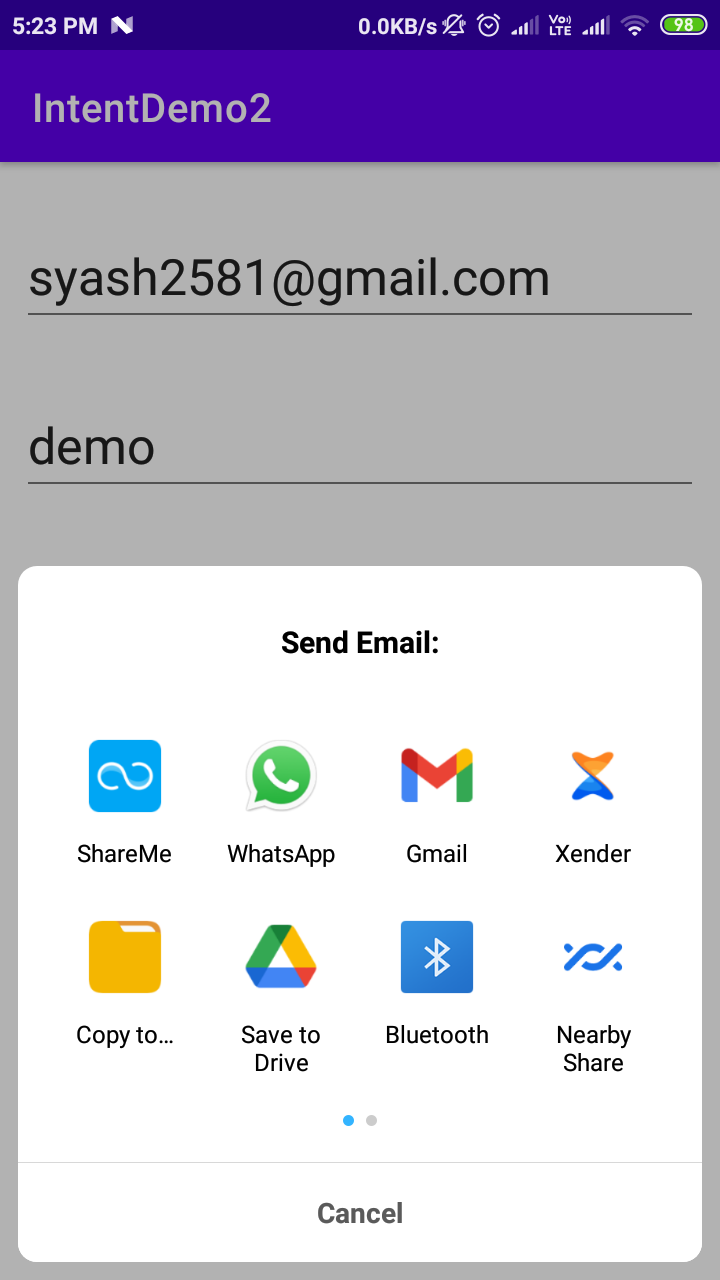 5:23 PM 0.0KB/s Vo) LTE 98
IntentDemo2
syash2581@gmail.com
demo
Send Email:
ShareMe WhatsApp Gmail Xender
Copy to… Save to Drive Bluetooth Nearby Share
Cancel